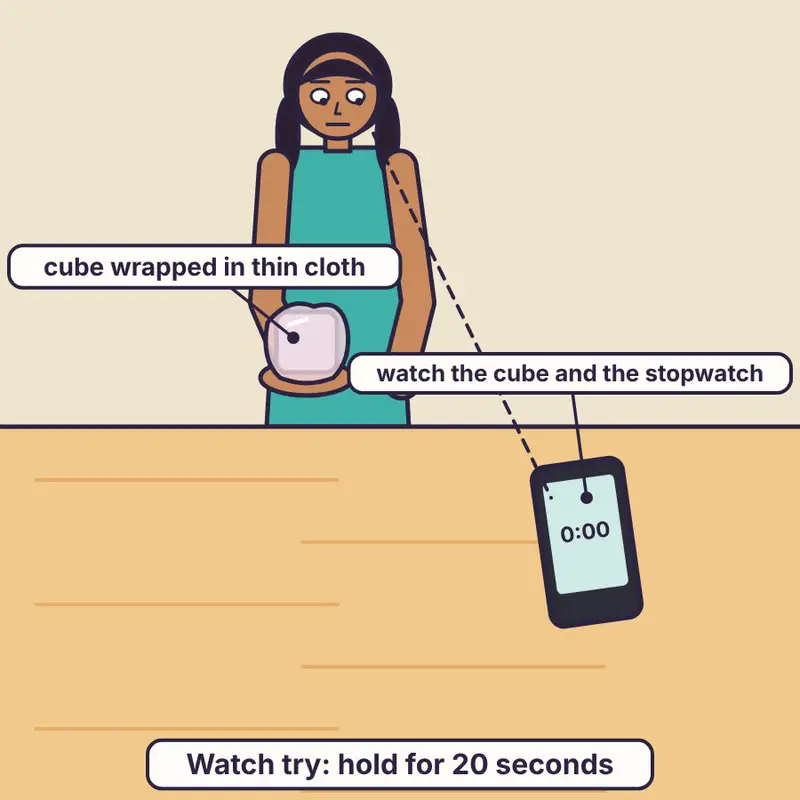 cube wrapped in thin cloth
watch the cube and the stopwatch
0:00
Watch try: hold for 20 seconds